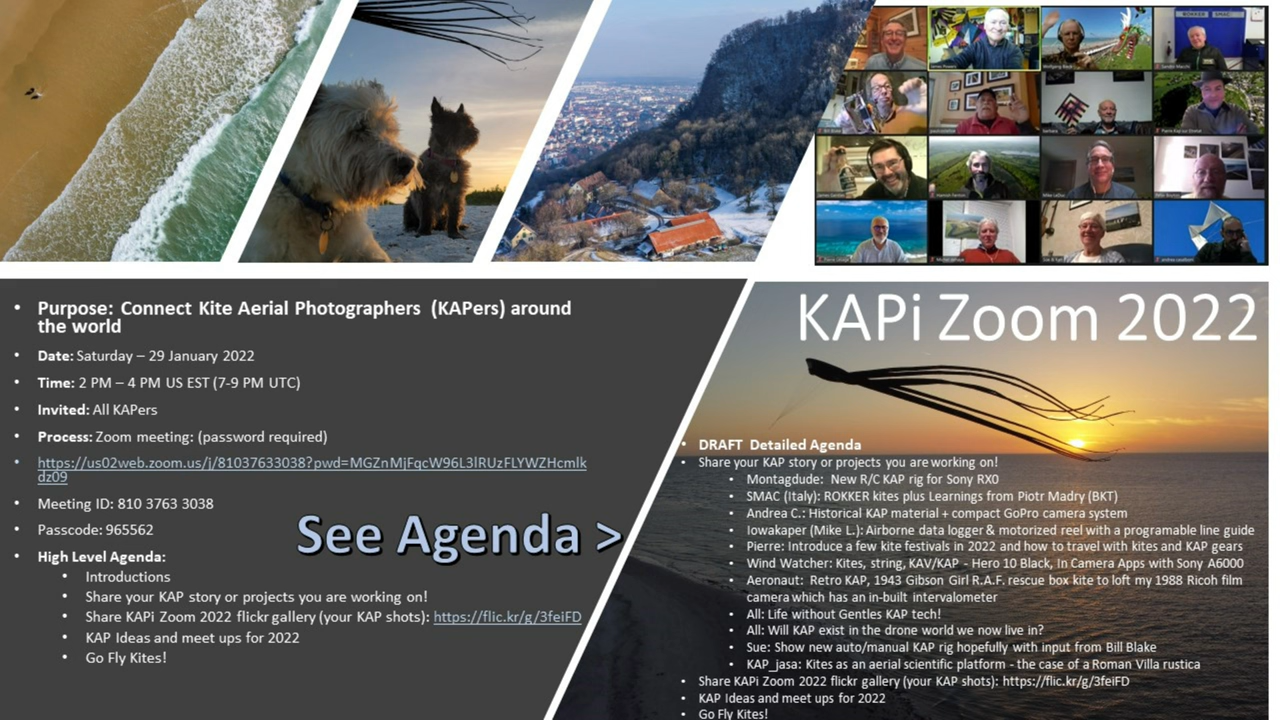 • Purpose: Connect Kite Aerial Photographers (KAPers) around
the world
• Date: Saturday – 29 January 2022
• Time: 2 PM – 4 PM US EST (7-9 PM UTC)
• Invited: All KAPers
• Process: Zoom meeting: (password required)
• https://us02web.zoom.us/j/81037633038?pwd=MGZnMjFqcW96L3lRUzFLYWZHcmlk
dz09
• Meeting ID: 810 3763 3038
• Passcode: 965562
• High Level Agenda:
• Introductions
• Share your KAP story or projects you are working on!
• Share KAPi Zoom 2022 flickr gallery (your KAP shots): https://flic.kr/g/3feiFD
• KAP Ideas and meet ups for 2022
• Go Fly Kites!
See Agenda >
KAPi Zoom 2022
• DRAFT Detailed Agenda
• Share your KAP story or projects you are working on!
• Montagdude: New R/C KAP rig for Sony RX0
• SMAC (Italy): ROKKER kites plus Learnings from Piotr Madry (BKT)
• Andrea C.: Historical KAP material + compact GoPro camera system
Iowakaper (Mike L.): Airborne data logger & motorized reel with a programable line guide
• Pierre: Introduce a few kite festivals in 2022 and how to travel with kites and KAP gears
• Wind Watcher: Kites, string, KAV/KAP - Hero 10 Black, In Camera Apps with Sony A6000
• Aeronaut: Retro KAP, 1943 Gibson Girl R.A.F. rescue box kite to loft my 1988 Ricoh film
camera which has an in-built intervalometer
• All: Life without Gentles KAP tech!
• All: Will KAP exist in the drone world we now live in?
• Sue: Show new auto/manual KAP rig hopefully with input from Bill Blake
• KAP_jasa: Kites as an aerial scientific platform - the case of a Roman Villa rustica
• Share KAPi Zoom 2022 flickr gallery (your KAP shots): https://flic.kr/g/3feiFD
• KAP Ideas and meet ups for 2022
• Go Fly Kites!